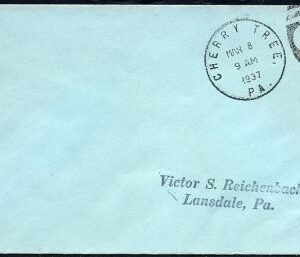 CHERRY TREE,
MAR 8
9 AM
1937
PA.
Victor S. Reichenbach
Lansdale, Pa.